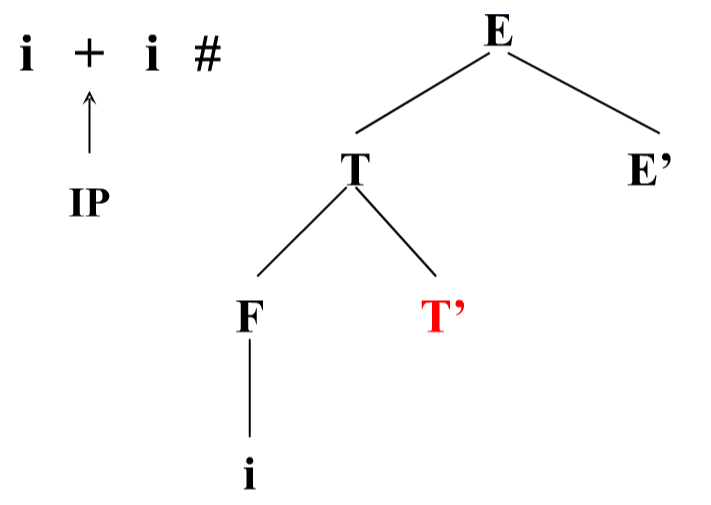 i + i #
IP
E
T E’
F T’
i